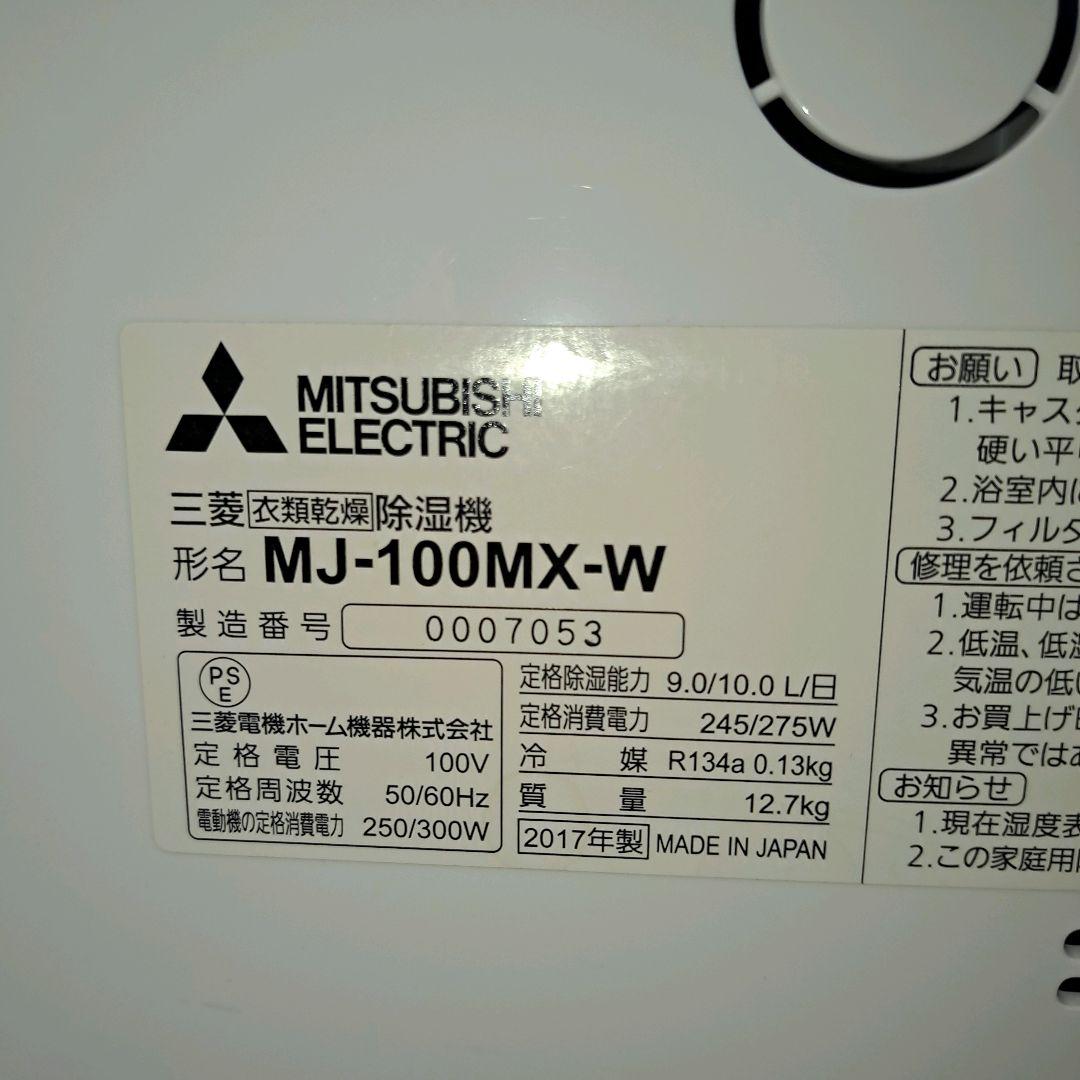 MITSUBISHI
ELECTRIC
三菱衣類乾燥除湿機
形名 MJ-100MX-W
製造番号 0007053
PS
E
三菱電機ホーム機器株式会社
定格電圧 100V
定格周波数 50/60Hz
電動機の定格消費電力 250/300W
定格除湿能力 9.0/10.0 L/日
定格消費電力 245/275W
冷媒 R134a 0.13kg
質量 12.7kg
2017年製 MADE IN JAPAN
お願い 取
1.キャスタ
硬い平
2.浴室内に
3.フィルタ
修理を依頼さ
1.運転中は
2.低温、低湿
気温の低い
3.お買上げ
異常ではあ
お知らせ
1.現在湿度表
2.この家庭用